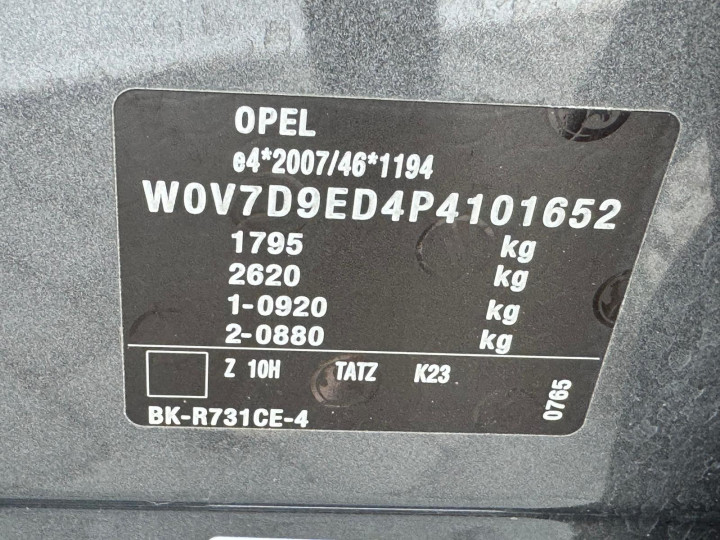 OPEL
e4*2007/46*1194
W0V7D9ED4P4101652
1795 kg
2620 kg
1-0920 kg
2-0880 kg
Z 10H TATZ K23
0765
BK-R731CE-4